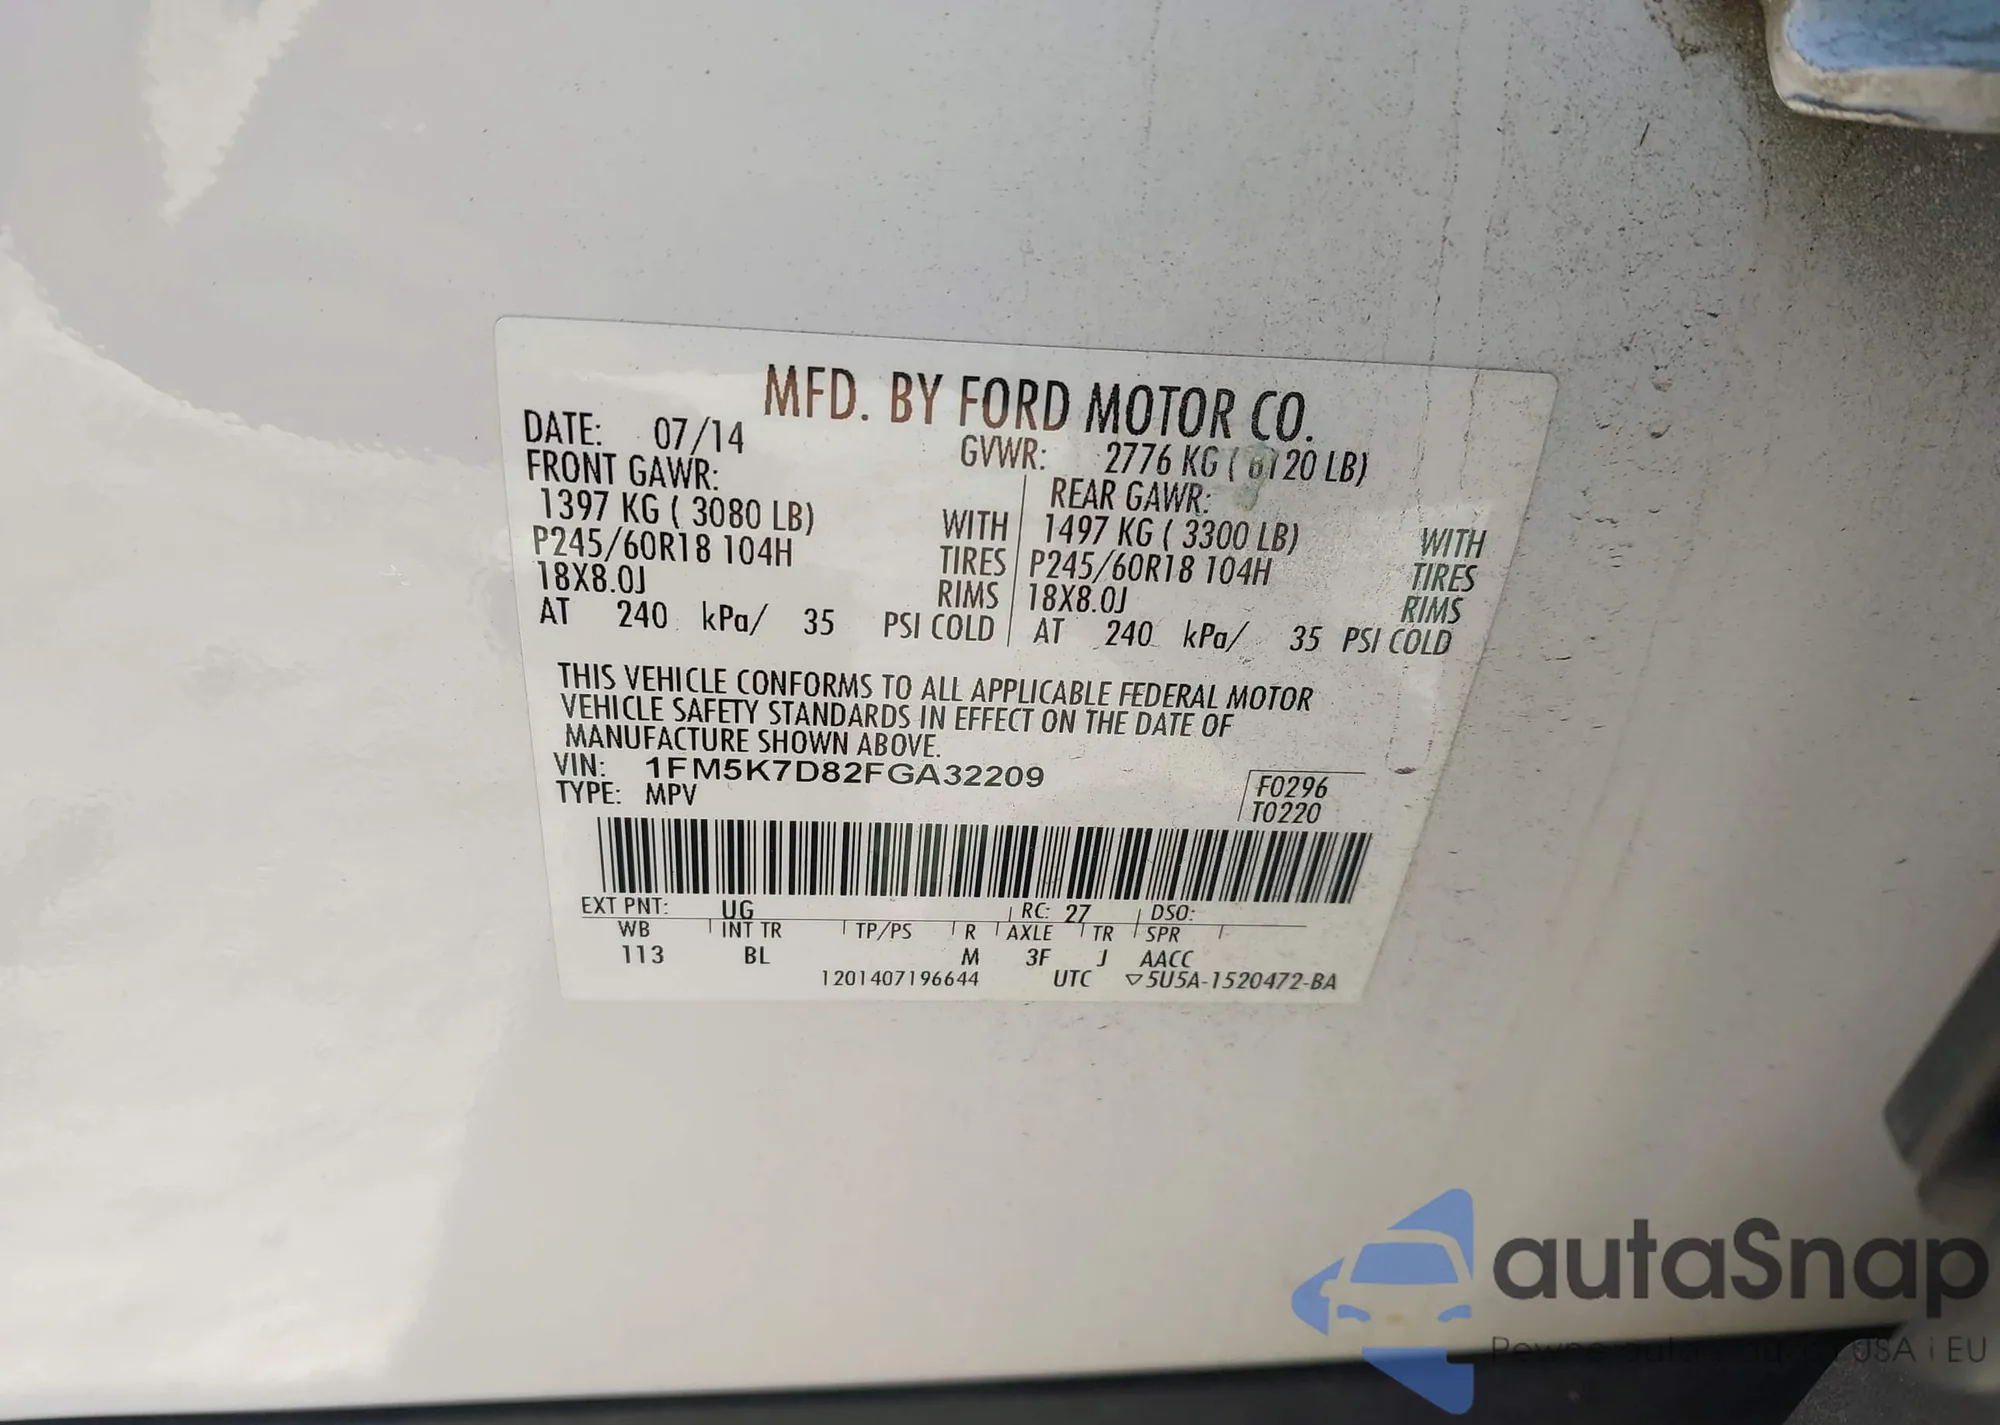 MFD. BY FORD MOTOR CO.
DATE: 07/14 GVWR: 2776 KG ( 6120 LB)
FRONT GAWR: REAR GAWR:
1397 KG ( 3080 LB) WITH 1497 KG ( 3300 LB) WITH
P245/60R18 104H TIRES P245/60R18 104H TIRES
18X8.0J RIMS 18X8.0J RIMS
AT 240 kPa/ 35 PSI COLD AT 240 kPa/ 35 PSI COLD
THIS VEHICLE CONFORMS TO ALL APPLICABLE FEDERAL MOTOR
VEHICLE SAFETY STANDARDS IN EFFECT ON THE DATE OF
MANUFACTURE SHOWN ABOVE.
VIN: 1FM5K7D82FGA32209
TYPE: MPV
F0296
T0220
EXT PNT: UG RC: 27 DSO:
WB INT TR TP/PS R AXLE TR SPR
113 BL M 3F J AACC
1201407196644 UTC ▽5U5A-1520472-BA
autaSnap
USA i EU